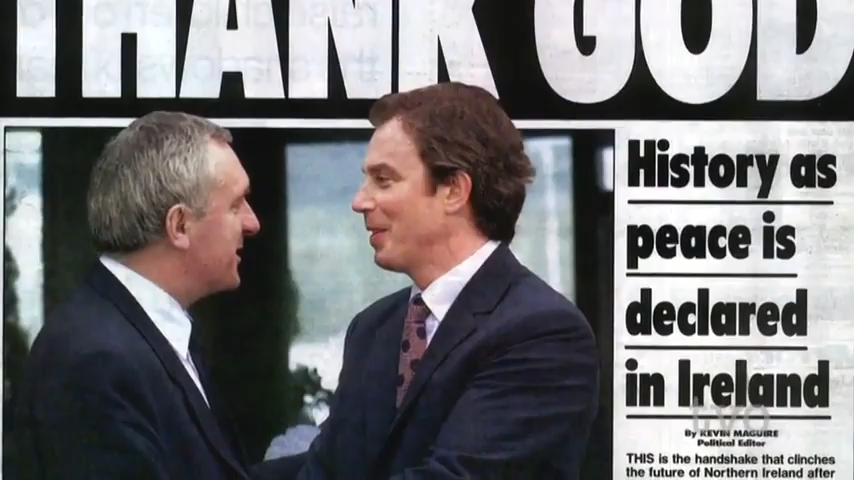 THANK GOD
History as
peace is
declared
in Ireland
By KEVIN MAGUIRE
Political Editor
THIS is the handshake that clinches
the future of Northern Ireland after
tvo